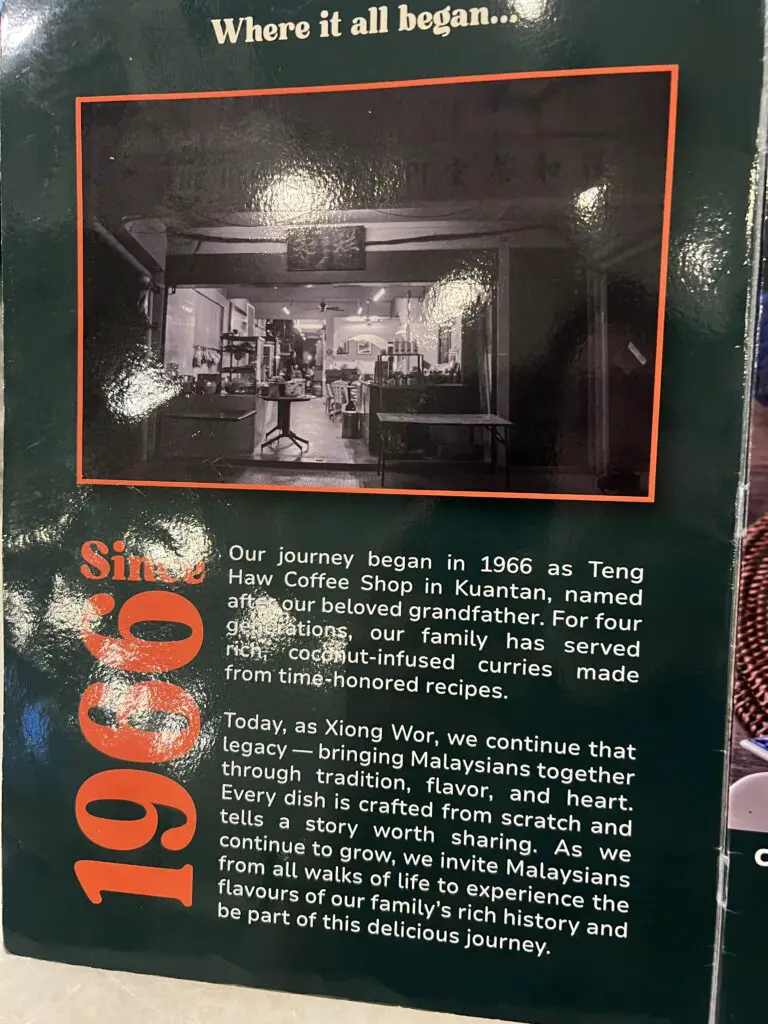 Where it all began...
Since
1966
Our journey began in 1966 as Teng
Haw Coffee Shop in Kuantan, named
after our beloved grandfather. For four
generations, our family has served
rich, coconut-infused curries made
from time-honored recipes.
Today, as Xiong Wor, we continue that
legacy — bringing Malaysians together
through tradition, flavor, and heart.
Every dish is crafted from scratch and
tells a story worth sharing. As we
continue to grow, we invite Malaysians
from all walks of life to experience the
flavours of our family's rich history and
be part of this delicious journey.